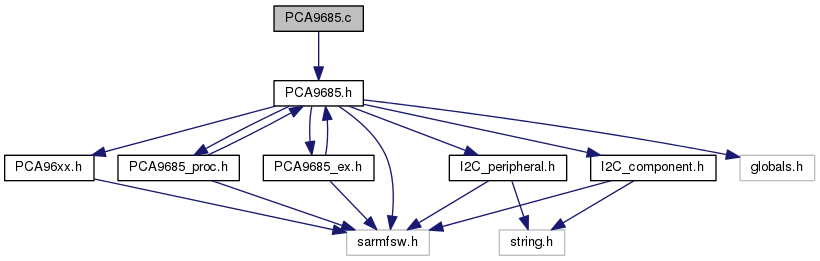 PCA9685.c
PCA9685.h
PCA96xx.h
PCA9685_proc.h
PCA9685_ex.h
I2C_peripheral.h
I2C_component.h
globals.h
sarmfsw.h
string.h